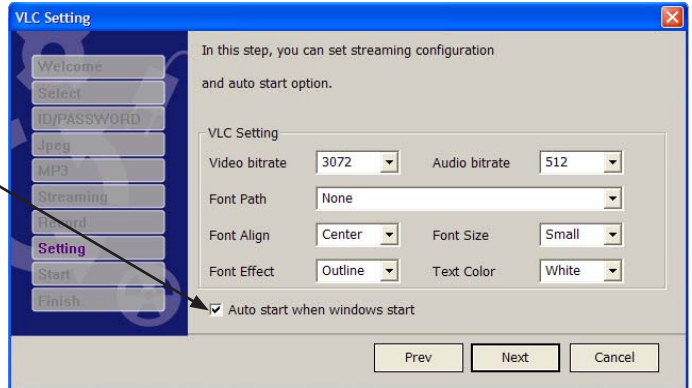 VLC Setting
Welcome
Select
ID/PASSWORD
Jpeg
MP3
Streaming
Record
Setting
Start
Finish
In this step, you can set streaming configuration
and auto start option.
VLC Setting
Video bitrate 3072 Audio bitrate 512
Font Path None
Font Align Center Font Size Small
Font Effect Outline Text Color White
Auto start when windows start
Prev Next Cancel